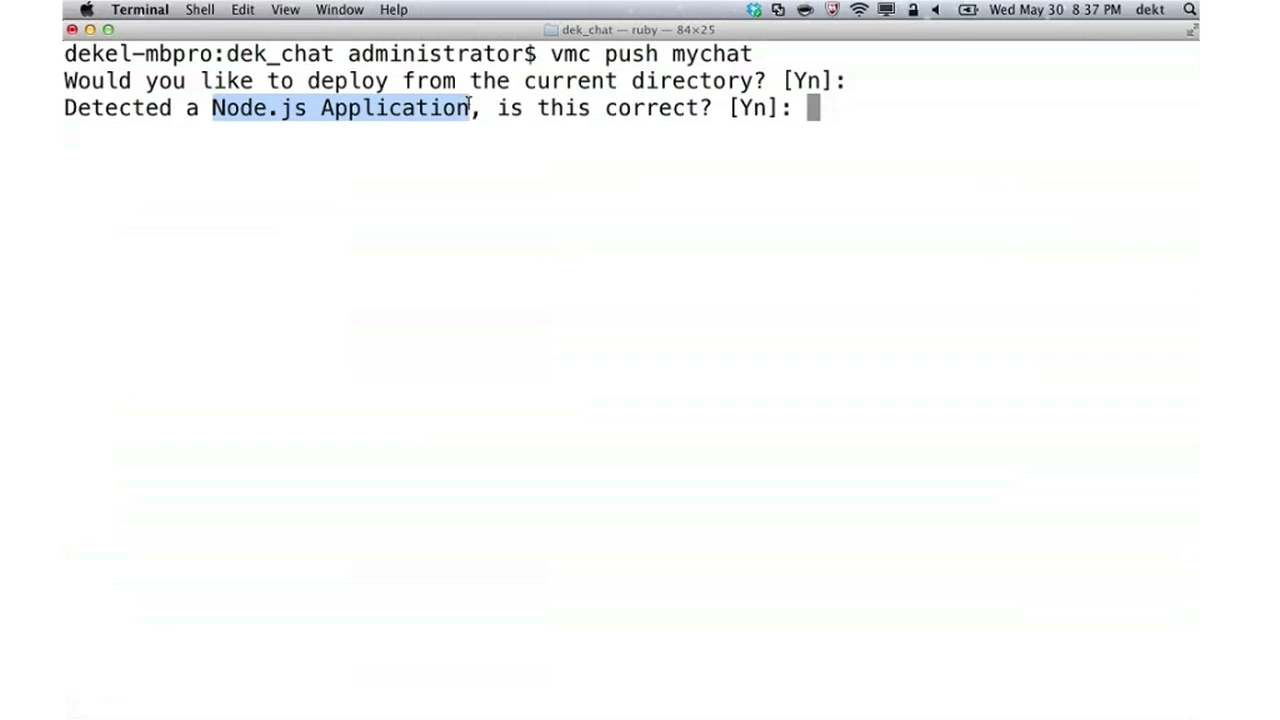 Terminal Shell Edit View Window Help Wed May 30 8 37 PM dekt
dek_chat — ruby — 84×25
dekel-mbpro:dek_chat administrator$ vmc push mychat
Would you like to deploy from the current directory? [Yn]:
Detected a Node.js Application, is this correct? [Yn]: